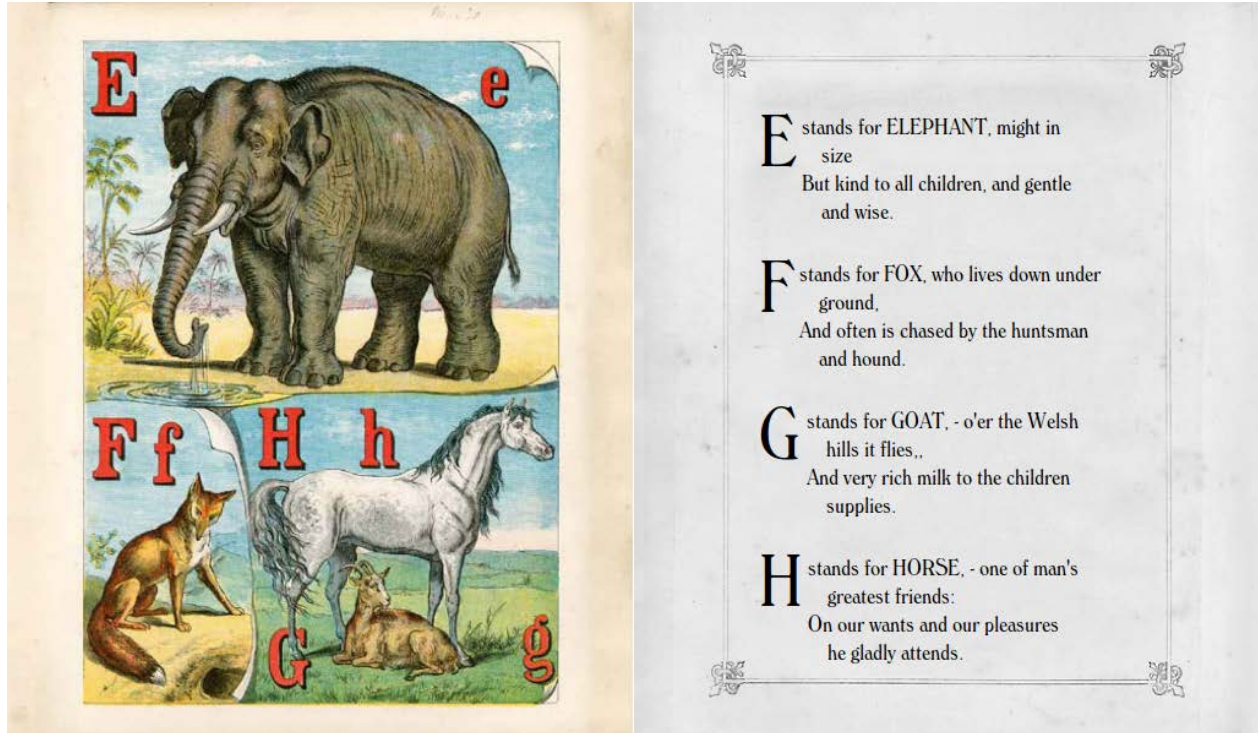 E e
F f
H h
G g
E stands for ELEPHANT, might in
size
But kind to all children, and gentle
and wise.
F stands for FOX, who lives down under
ground,
And often is chased by the huntsman
and hound.
G stands for GOAT, - o'er the Welsh
hills it flies,,
And very rich milk to the children
supplies.
H stands for HORSE, - one of man's
greatest friends:
On our wants and our pleasures
he gladly attends.